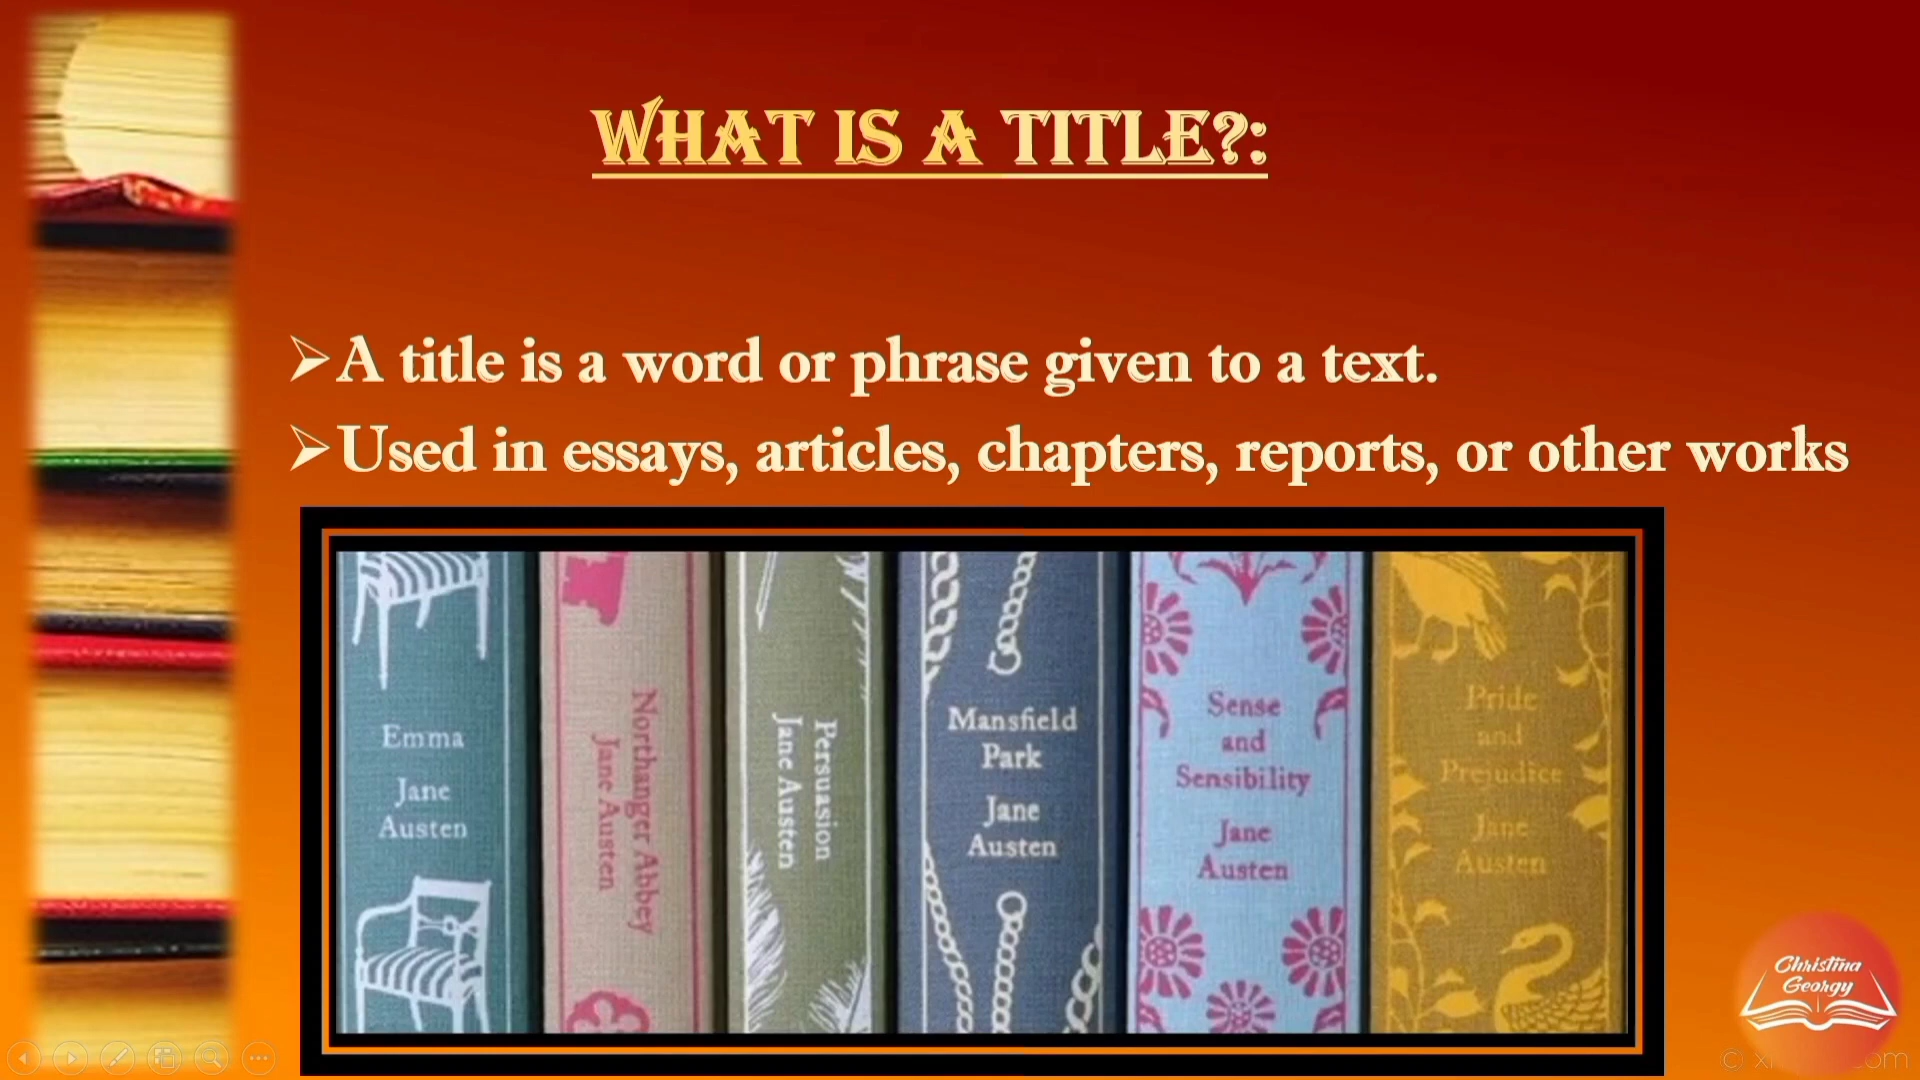 WHAT IS A TITLE?:
➢A title is a word or phrase given to a text.
➢Used in essays, articles, chapters, reports, or other works
Emma
Jane
Austen
Northanger Abbey
Jane Austen
Persuasion
Jane Austen
Mansfield
Park
Jane
Austen
Sense
and
Sensibility
Jane
Austen
Pride
and
Prejudice
Jane
Austen
Christina
Georgy